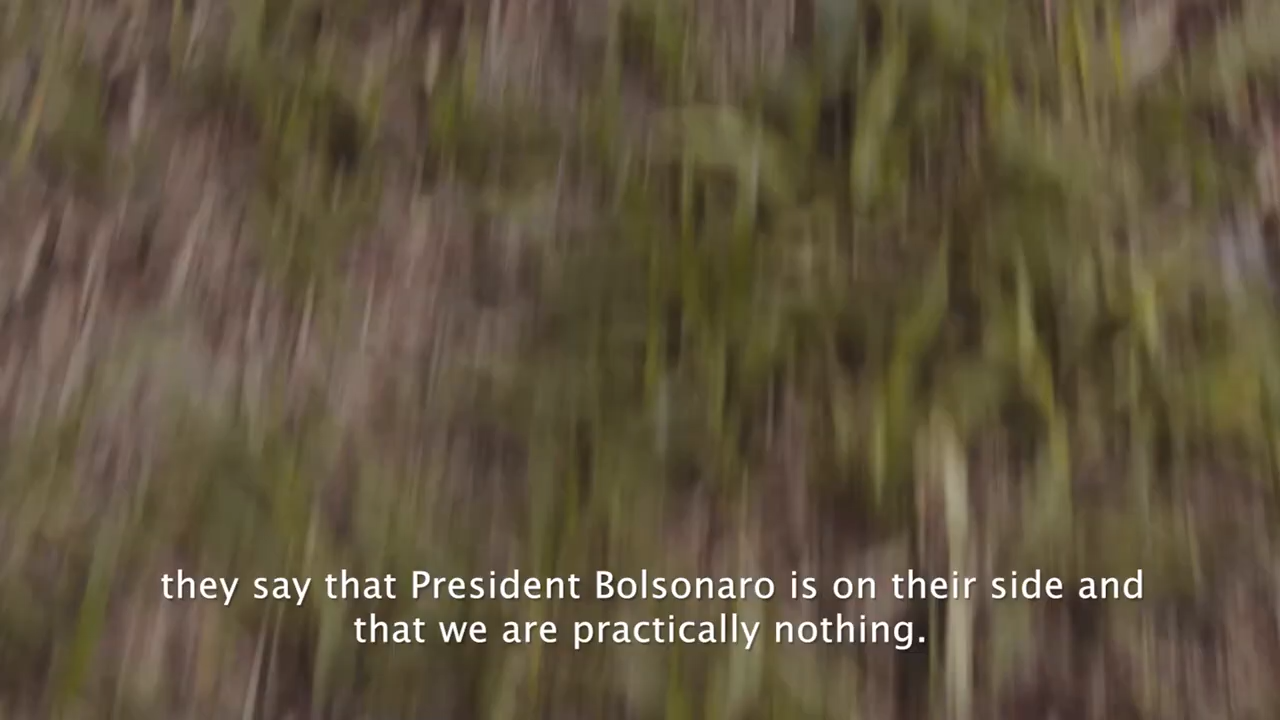 they say that President Bolsonaro is on their side and
that we are practically nothing.